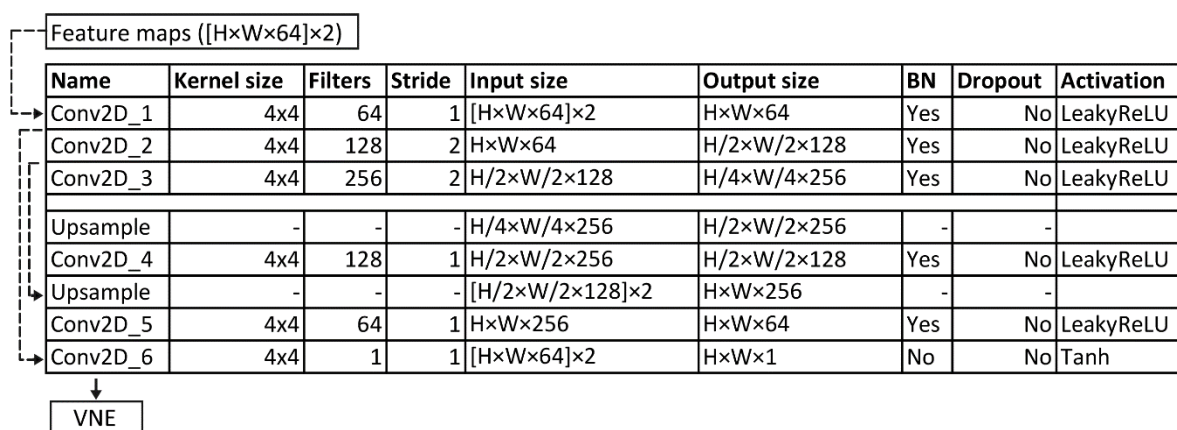 Feature maps ([H×W×64]×2)
Name Kernel size Filters Stride Input size Output size BN Dropout Activation
Conv2D_1 4x4 64 1 [H×W×64]×2 H×W×64 Yes No LeakyReLU
Conv2D_2 4x4 128 2 H×W×64 H/2×W/2×128 Yes No LeakyReLU
Conv2D_3 4x4 256 2 H/2×W/2×128 H/4×W/4×256 Yes No LeakyReLU
Upsample - - - H/4×W/4×256 H/2×W/2×256 - -
Conv2D_4 4x4 128 1 H/2×W/2×256 H/2×W/2×128 Yes No LeakyReLU
Upsample - - - [H/2×W/2×128]×2 H×W×256 - -
Conv2D_5 4x4 64 1 H×W×256 H×W×64 Yes No LeakyReLU
Conv2D_6 4x4 1 1 [H×W×64]×2 H×W×1 No No Tanh
VNE